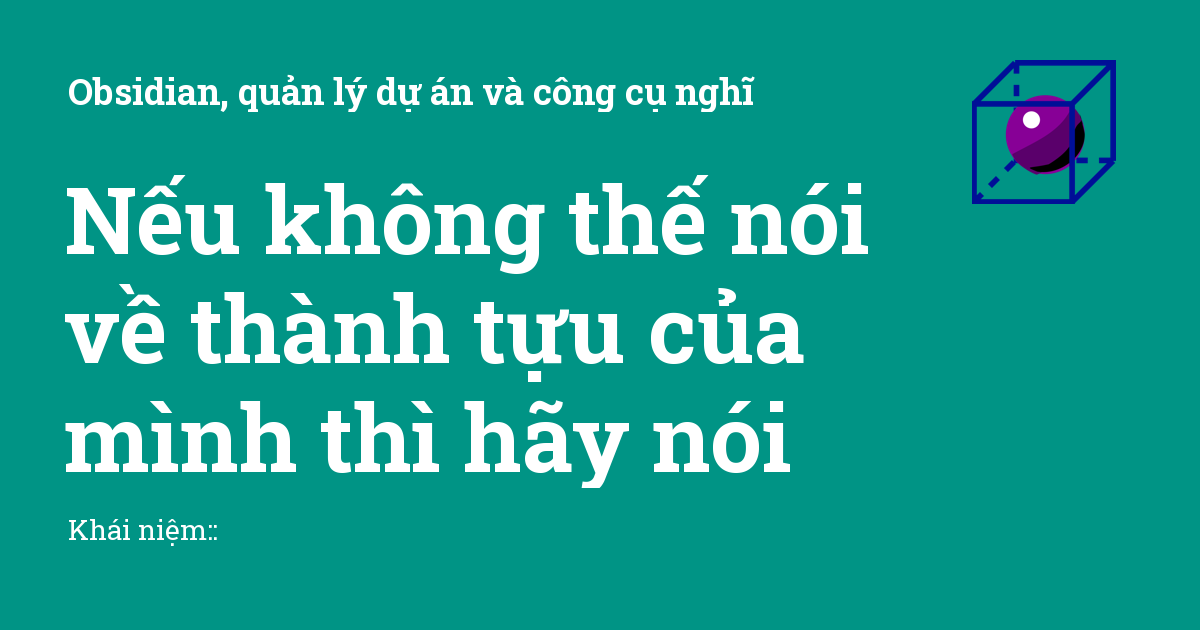 Obsidian, quản lý dự án và công cụ nghĩ
Nếu không thế nói
về thành tựu của
mình thì hãy nói
Khái niệm::